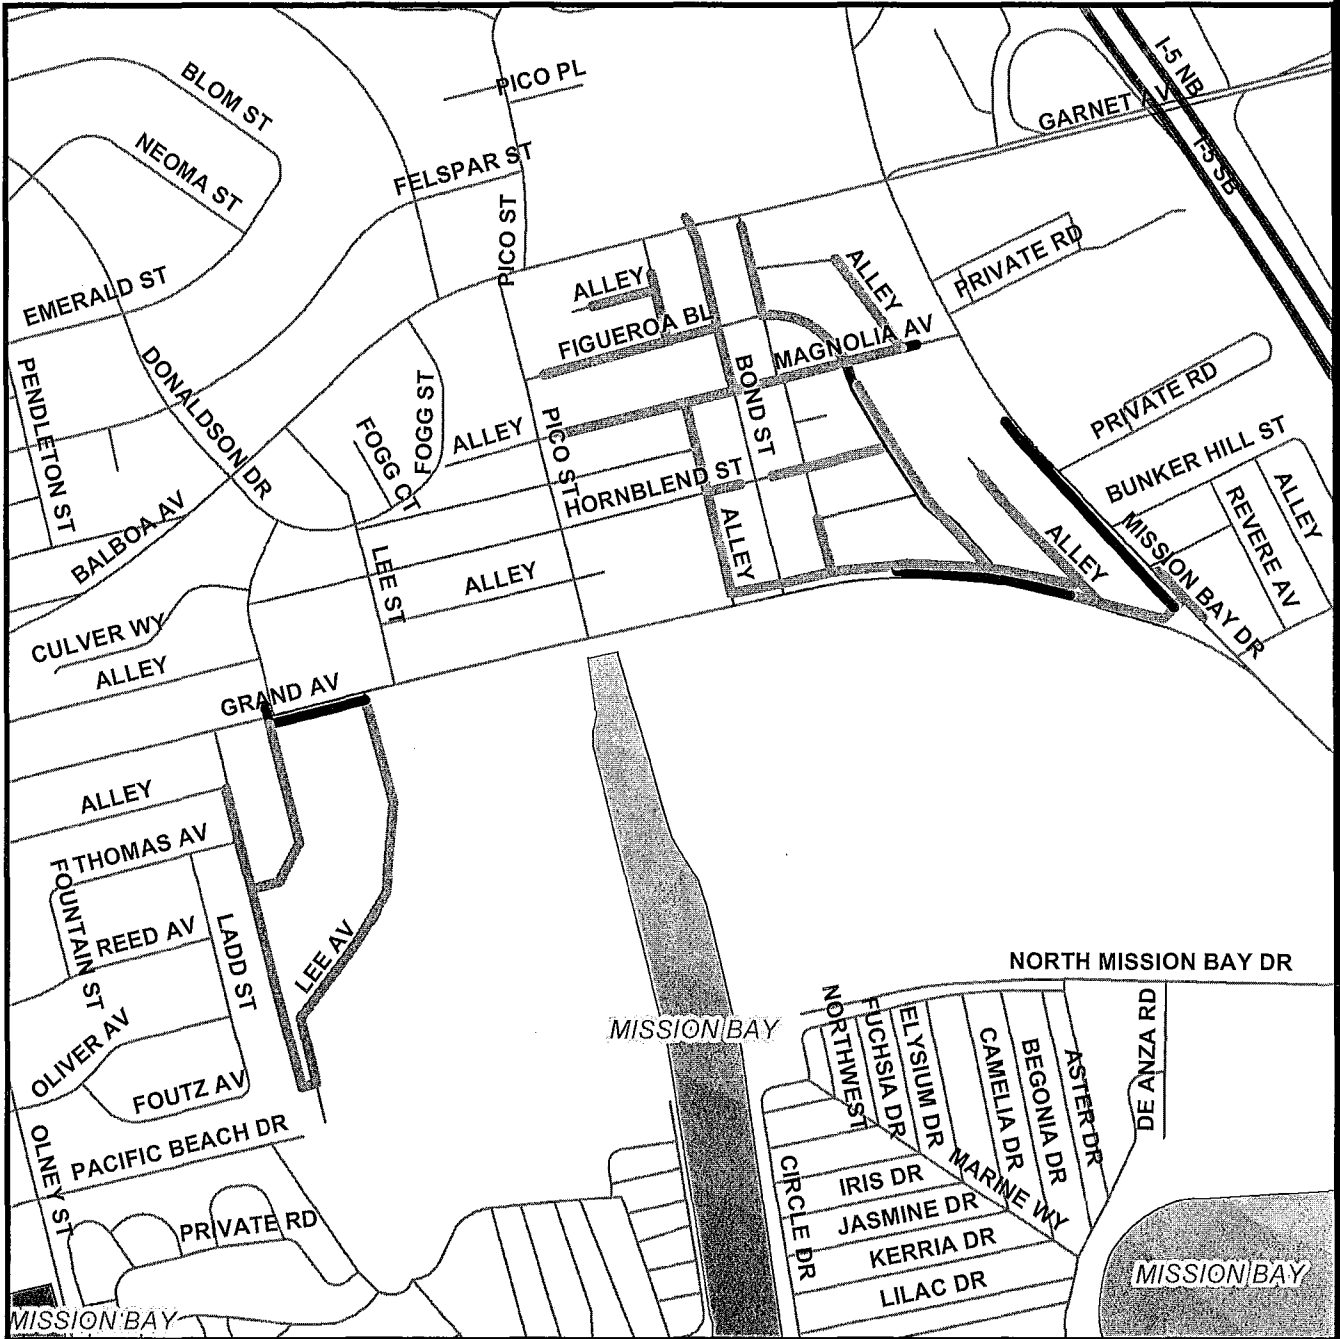 BLOM ST
PICO PL
I-5 NB
GARNET AV
NEOMA ST
FELSPAR ST
I-5 SB
PICO ST
PRIVATE RD
EMERALD ST
ALLEY
ALLEY
FIGUEROA BL
MAGNOLIA AV
PENDLETON ST
DONALDSON DR
FOGG ST
FOGG CT
ALLEY
PICO ST
BOND ST
PRIVATE RD
BUNKER HILL ST
HORNBLEND ST
ALLEY
REVERE AV
BALBOA AV
ALLEY
ALLEY
MISSION BAY DR
LEE ST
ALLEY
CULVER WY
ALLEY
GRAND AV
ALLEY
THOMAS AV
FOUNTAIN ST
REED AV
LADD ST
LEE AV
NORTH MISSION BAY DR
OLIVER AV
MISSION BAY
NORTHWEST
FUCHSIA DR
ELYSIUM DR
CAMELIA DR
BEGONIA DR
ASTER DR
DE ANZA RD
FOUTZ AV
OLNEY ST
PACIFIC BEACH DR
CIRCLE DR
IRIS DR
MARINE WY
JASMINE DR
PRIVATE RD
KERRIA DR
LILAC DR
MISSION BAY
MISSION BAY